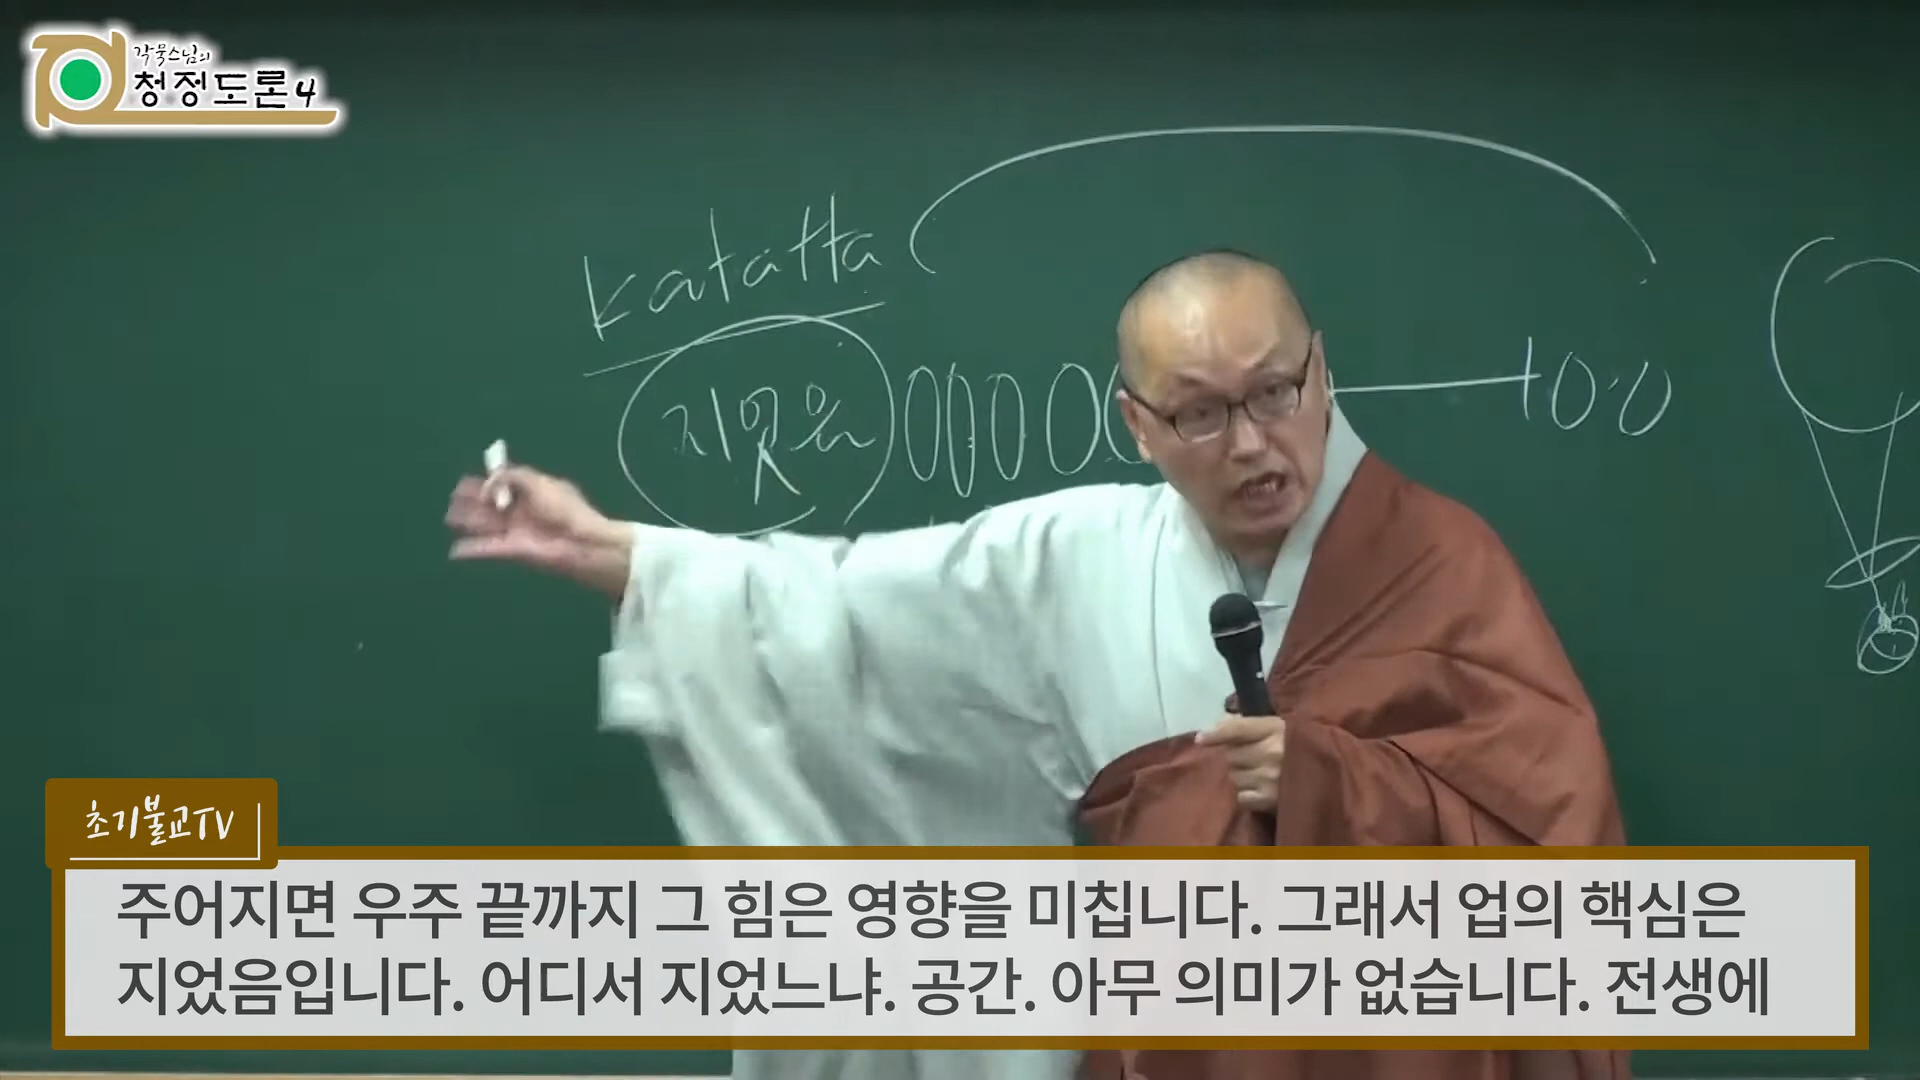 각묵스님의
청정도론4
katatta
지었음
초기불교TV
주어지면 우주 끝까지 그 힘은 영향을 미칩니다. 그래서 업의 핵심은
지었음입니다. 어디서 지었느냐. 공간. 아무 의미가 없습니다. 전생에